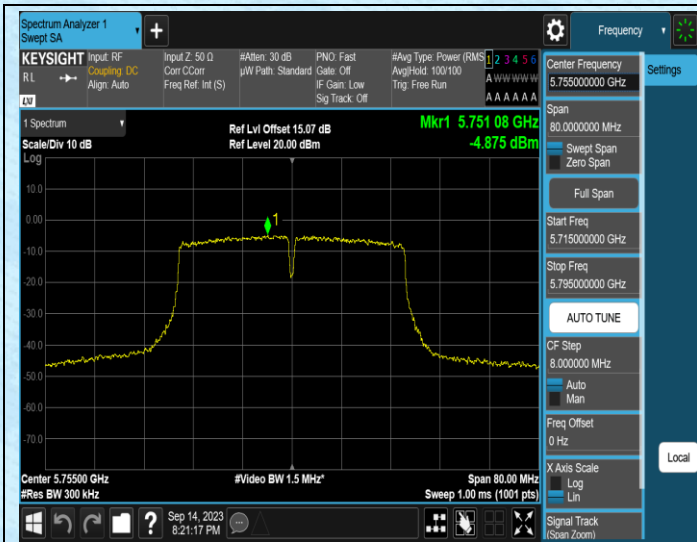 Spectrum Analyzer 1
Swept SA
+
Frequency
KEYSIGHT
RL
LXI
Input: RF
Coupling: DC
Align: Auto
Input Z: 50 Ω
Corr CCorr
Freq Ref: Int (S)
#Atten: 30 dB
µW Path: Standard
PNO: Fast
Gate: Off
IF Gain: Low
Sig Track: Off
#Avg Type: Power (RMS
Avg|Hold: 100/100
Trig: Free Run
1 2 3 4 5 6
A W W W W W
A A A A A A
1 Spectrum
Scale/Div 10 dB
Ref Lvl Offset 15.07 dB
Ref Level 20.00 dBm
Mkr1 5.751 08 GHz
-4.875 dBm
Log
10.0
0.00
-10.0
-20.0
-30.0
-40.0
-50.0
-60.0
-70.0
1
Center 5.75500 GHz
#Res BW 300 kHz
#Video BW 1.5 MHz*
Span 80.00 MHz
Sweep 1.00 ms (1001 pts)
Sep 14, 2023
8:21:17 PM
?
Center Frequency
5.755000000 GHz
Span
80.0000000 MHz
Swept Span
Zero Span
Full Span
Start Freq
5.715000000 GHz
Stop Freq
5.795000000 GHz
AUTO TUNE
CF Step
8.000000 MHz
Auto
Man
Freq Offset
0 Hz
X Axis Scale
Log
Lin
Signal Track
(Span Zoom)
Settings
Local